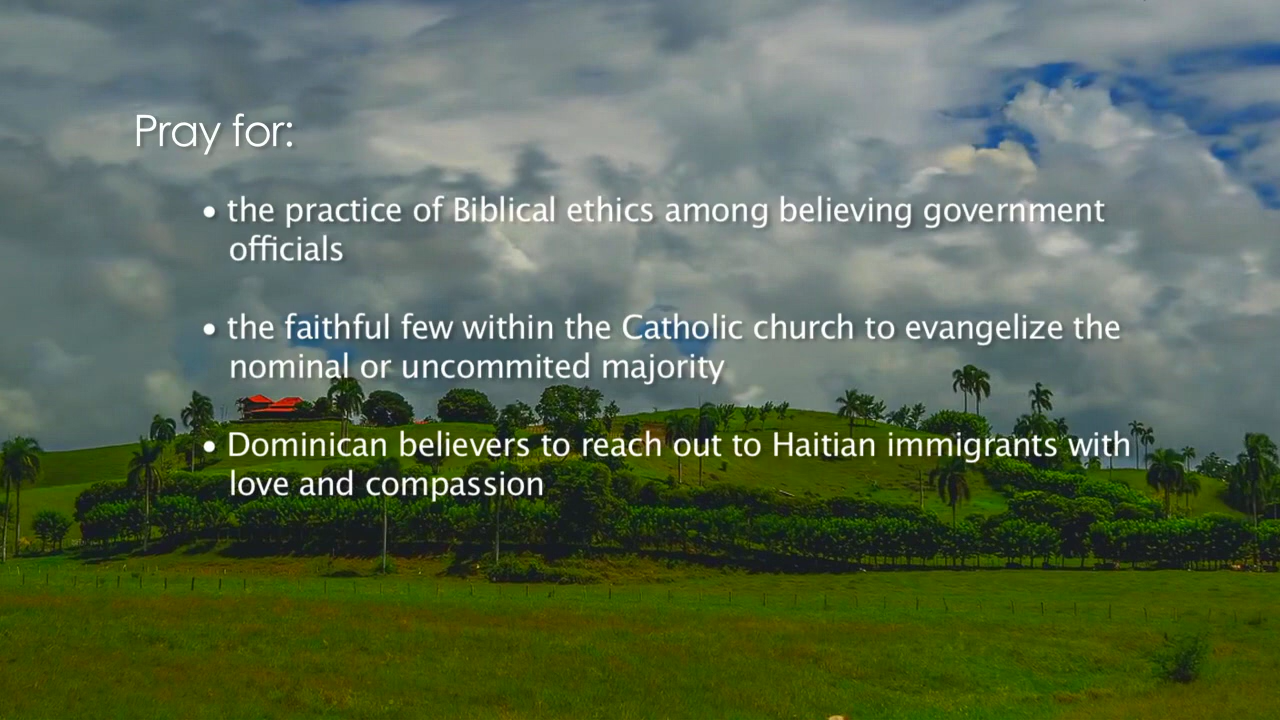 Pray for:
• the practice of Biblical ethics among believing government
officials
• the faithful few within the Catholic church to evangelize the
nominal or uncommited majority
• Dominican believers to reach out to Haitian immigrants with
love and compassion